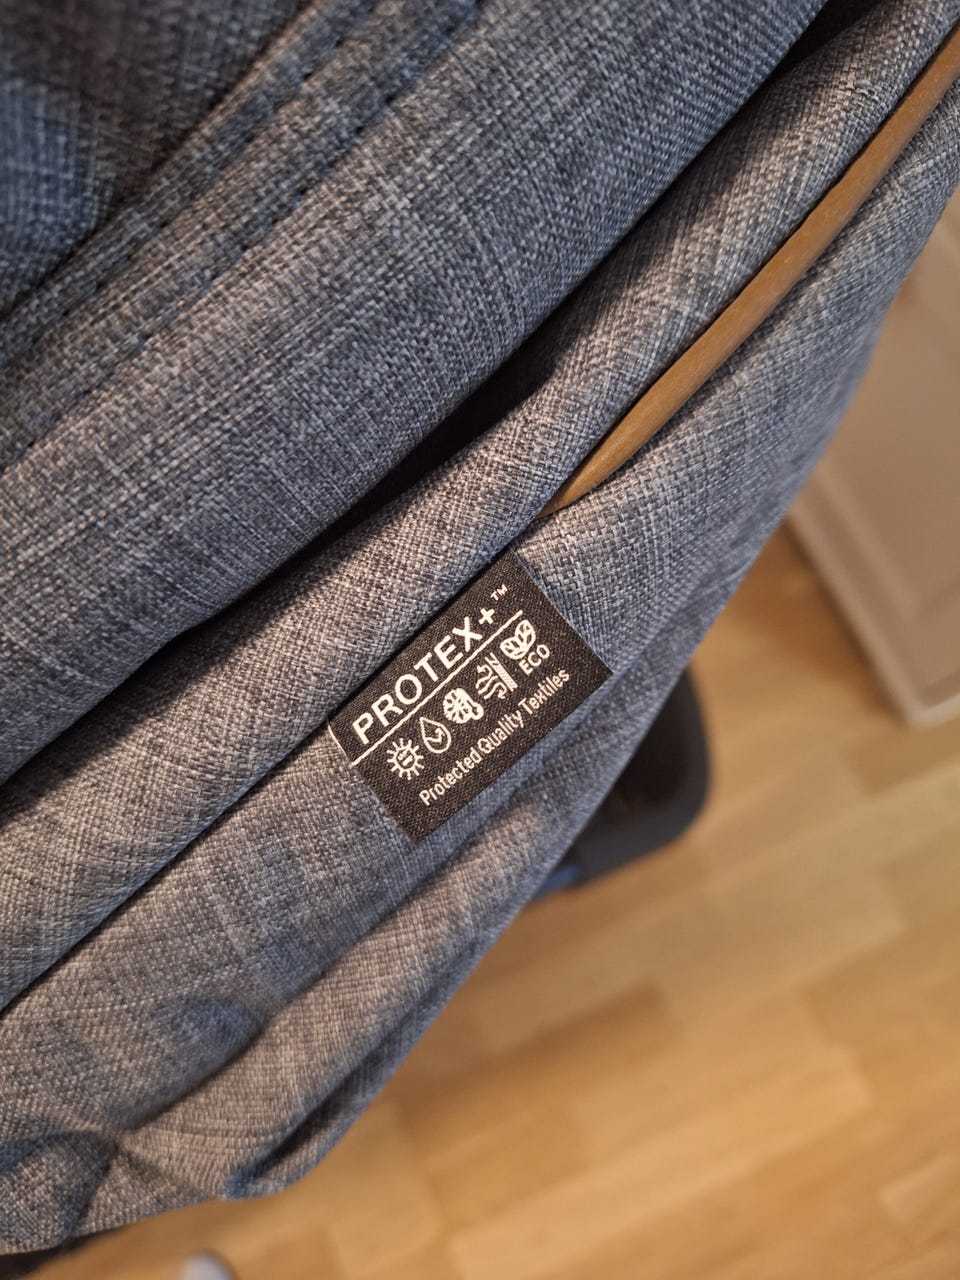 PROTEX+™
ECO
Protected Quality Textiles